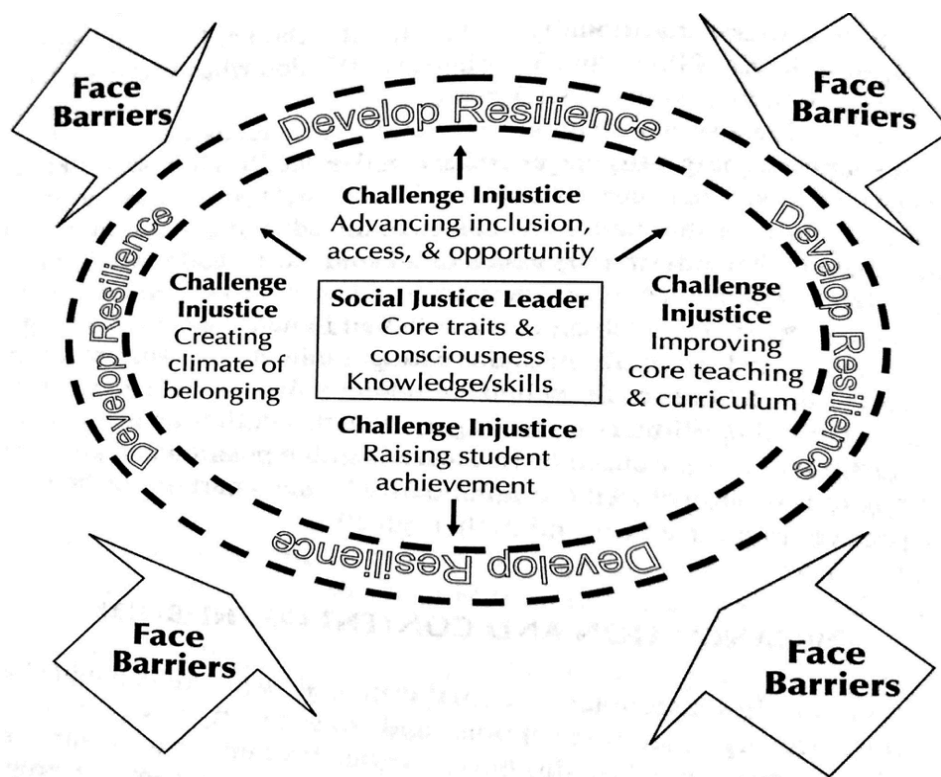 Face
Barriers
Face
Barriers
Develop Resilience
Challenge Injustice
Advancing inclusion,
access, & opportunity
Develop Resilience
Challenge
Injustice
Creating
climate of
belonging
Social Justice Leader
Core traits &
consciousness
Knowledge/skills
Challenge
Injustice
Improving
core teaching
& curriculum
Develop Resilience
Challenge Injustice
Raising student
achievement
Develop Resilience
Face
Barriers
Face
Barriers